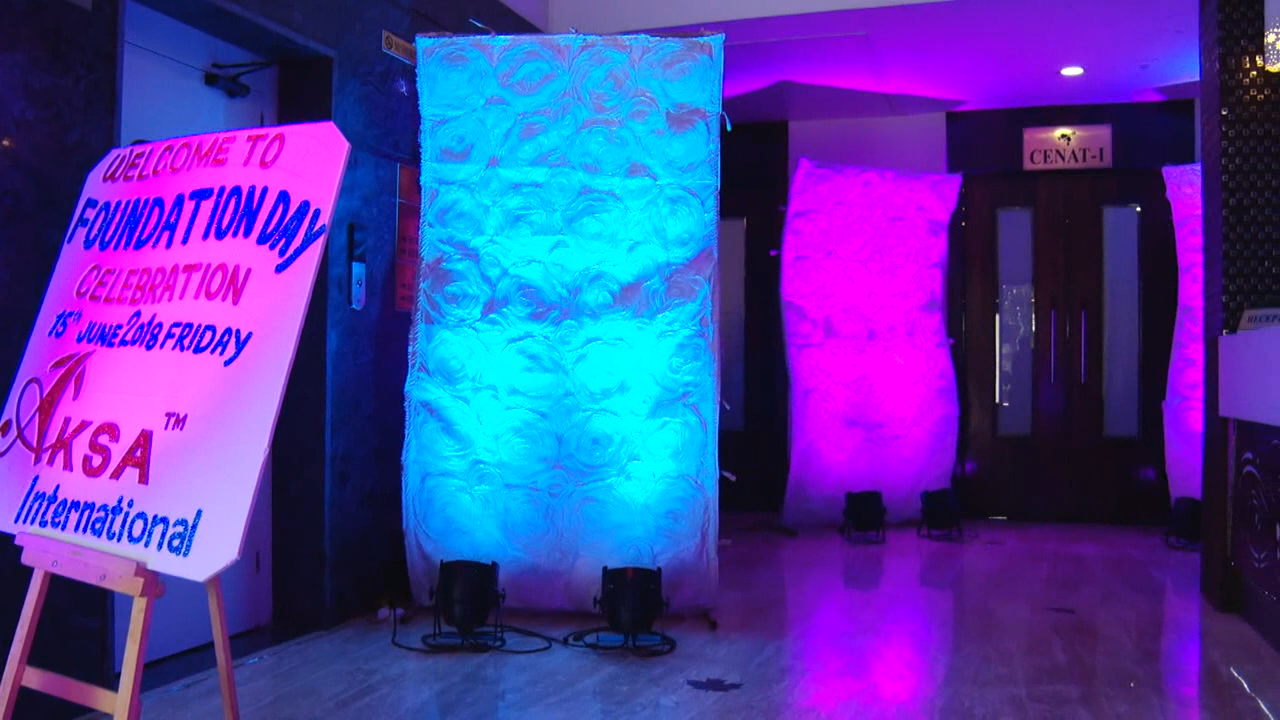 WELCOME TO
FOUNDATION DAY
CELEBRATION
15th JUNE 2018 FRIDAY
AKSA™
International
CENAT-I